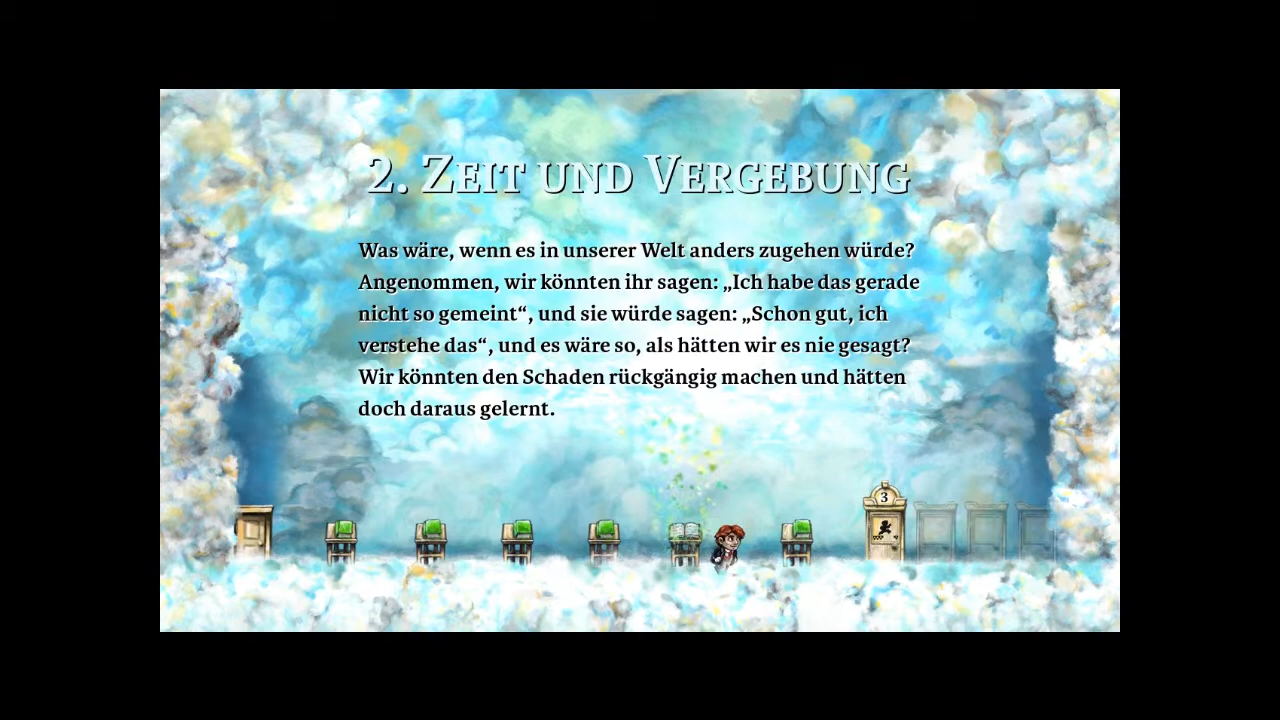 2. Zeit und Vergebung
Was wäre, wenn es in unserer Welt anders zugehen würde?
Angenommen, wir könnten ihr sagen: „Ich habe das gerade
nicht so gemeint“, und sie würde sagen: „Schon gut, ich
verstehe das“, und es wäre so, als hätten wir es nie gesagt?
Wir könnten den Schaden rückgängig machen und hätten
doch daraus gelernt.
3